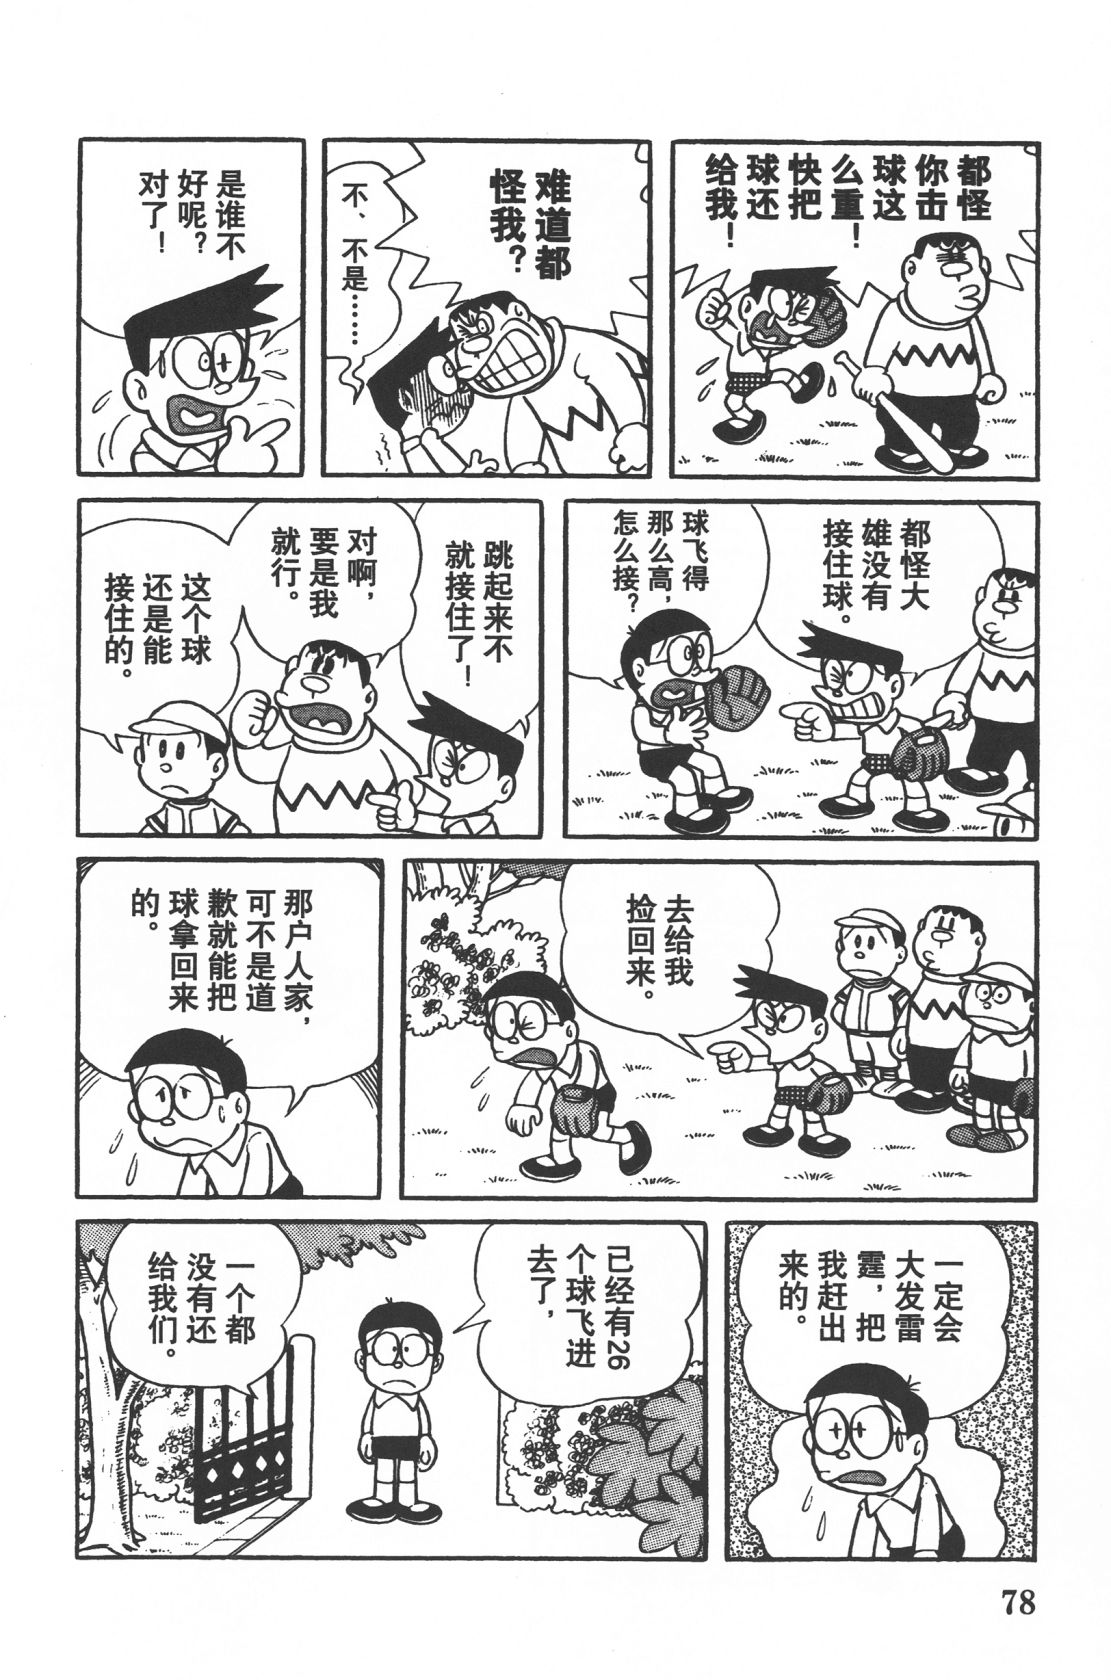 都怪
你击
球这
么重！
快把
球还
给我！
难道都
怪我？
不、不是……
是谁不
好呢？
对了！
都怪大
雄没有
接住球。
球飞得
那么高，
怎么接？
跳起来不
就接住了！
对啊，
要是我
就行。
这个球
还是能
接住的。
去给我
捡回来。
那户人家，
可不是道
歉就能把
球拿回来
的。
一定会
大发雷
霆，把
我赶出
来的。
已经有26
个球飞进
去了，
一个都
没有还
给我们。
78